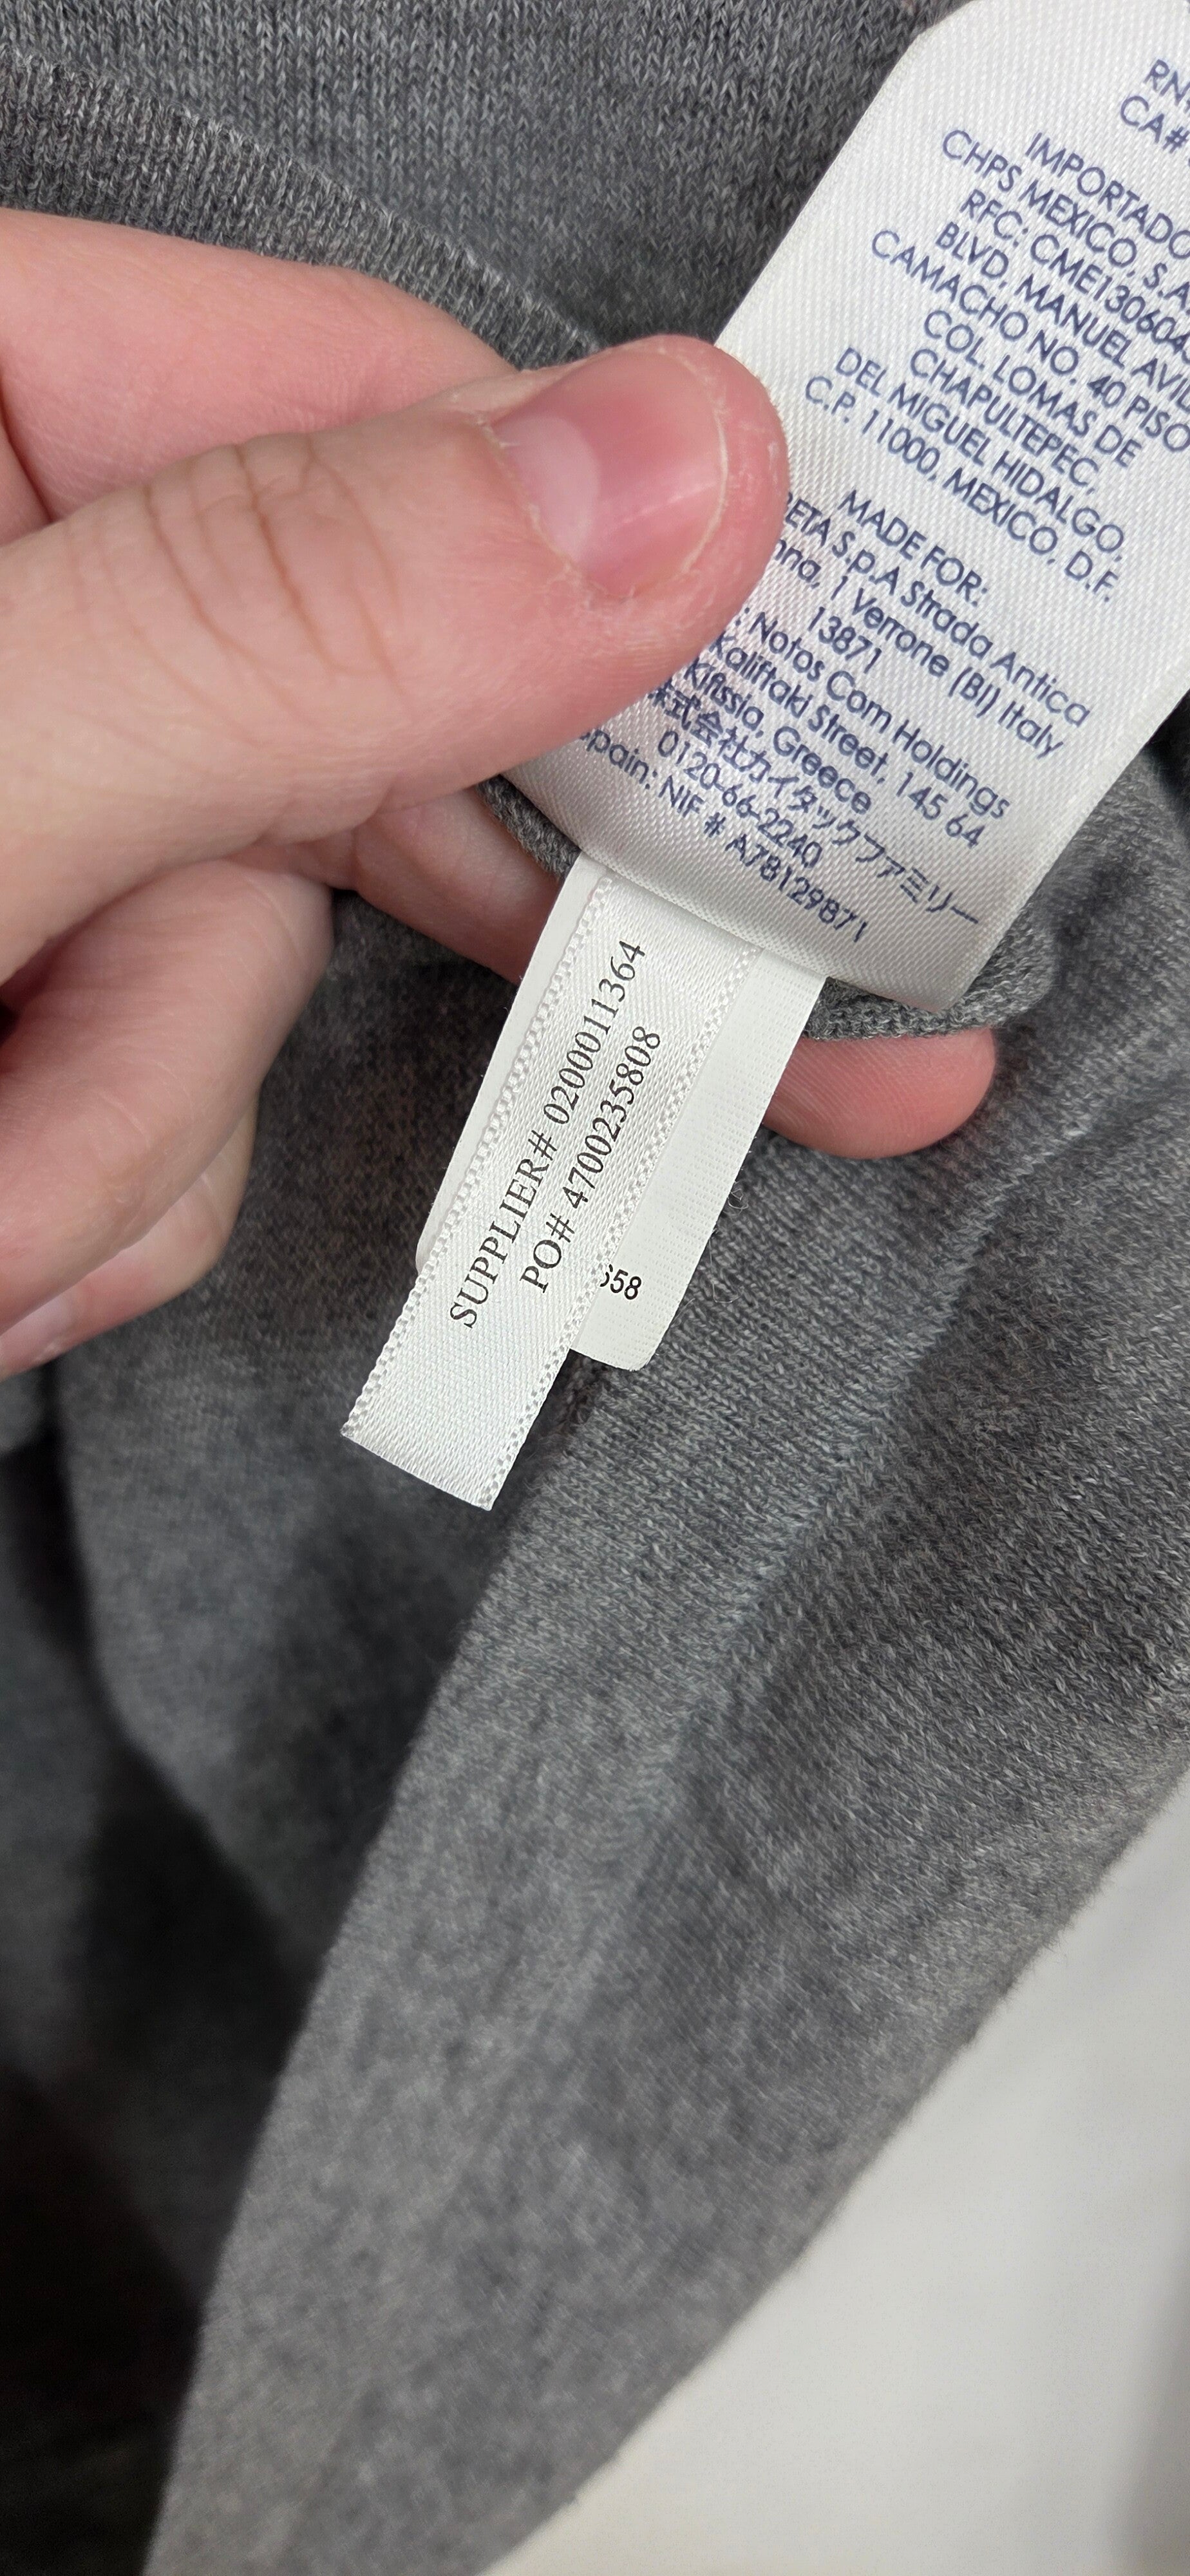 RN#
CA#
IMPORTADO
CHPS MEXICO, S.A.
RFC: CME130604
BLVD. MANUEL AVIL
CAMACHO NO. 40 PISO
COL. LOMAS DE
CHAPULTEPEC,
DEL MIGUEL HIDALGO,
C.P. 11000, MEXICO, D.F.
MADE FOR:
S.p.A Strada Antica
1 Verrone (BI) Italy
13871
: Notos Com Holdings
Kaliftaki Street, 145 64
Kifissia, Greece
株式会社カイタックファミリー
0120-66-2240
Spain: NIF # A78129871
SUPPLIER# 0200011364
PO# 4700235808
58